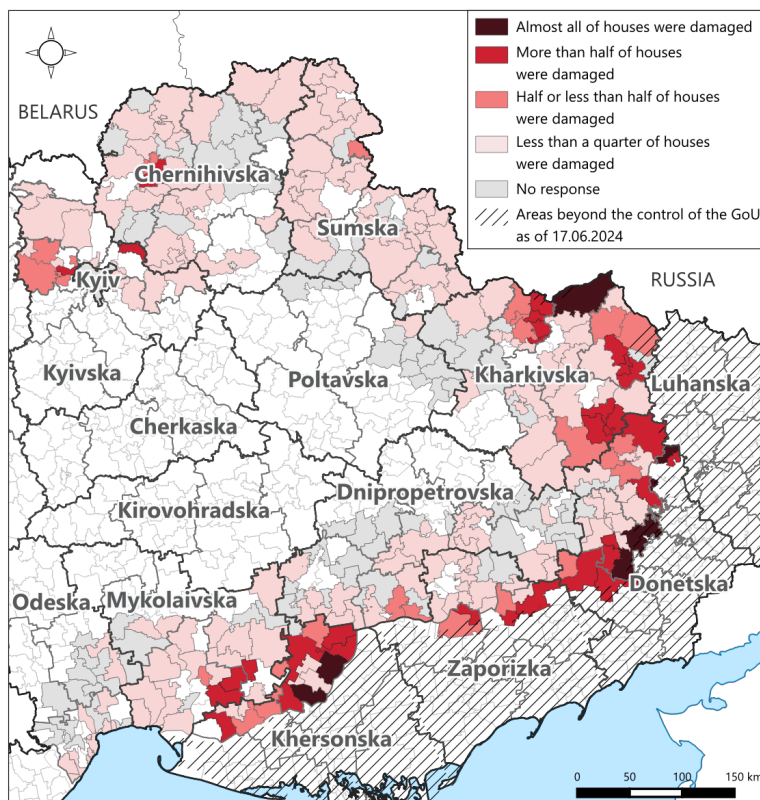 Almost all of houses were damaged
More than half of houses
were damaged
Half or less than half of houses
were damaged
Less than a quarter of houses
were damaged
No response
Areas beyond the control of the GoU
as of 17.06.2024
BELARUS
Chernihivska
Sumska
Kyiv
RUSSIA
Kyivska
Poltavska
Kharkivska
Luhanska
Cherkaska
Dnipropetrovska
Kirovohradska
Donetska
Odeska
Mykolaivska
Zaporizka
Khersonska
0 50 100 150 km